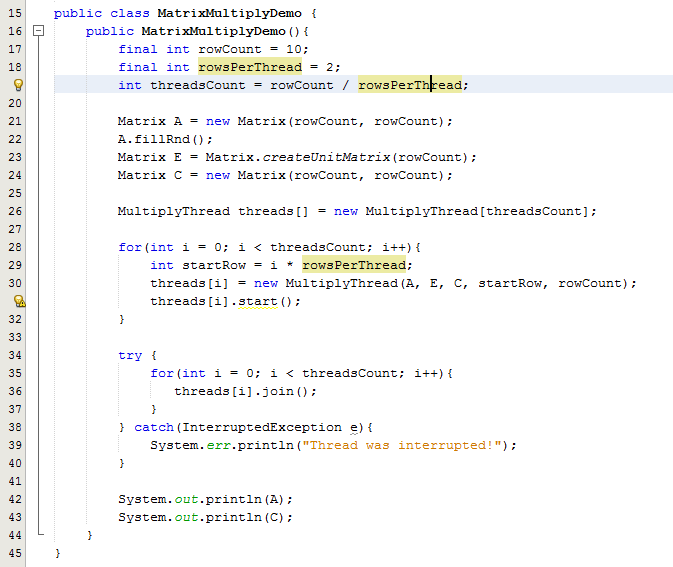 15 public class MatrixMultiplyDemo {
16 public MatrixMultiplyDemo(){
17 final int rowCount = 10;
18 final int rowsPerThread = 2;
int threadsCount = rowCount / rowsPerThread;
20
21 Matrix A = new Matrix(rowCount, rowCount);
22 A.fillRnd();
23 Matrix E = Matrix.createUnitMatrix(rowCount);
24 Matrix C = new Matrix(rowCount, rowCount);
25
26 MultiplyThread threads[] = new MultiplyThread[threadsCount];
27
28 for(int i = 0; i < threadsCount; i++){
29 int startRow = i * rowsPerThread;
30 threads[i] = new MultiplyThread(A, E, C, startRow, rowCount);
threads[i].start();
32 }
33
34 try {
35 for(int i = 0; i < threadsCount; i++){
36 threads[i].join();
37 }
38 } catch(InterruptedException e){
39 System.err.println("Thread was interrupted!");
40 }
41
42 System.out.println(A);
43 System.out.println(C);
44 }
45 }